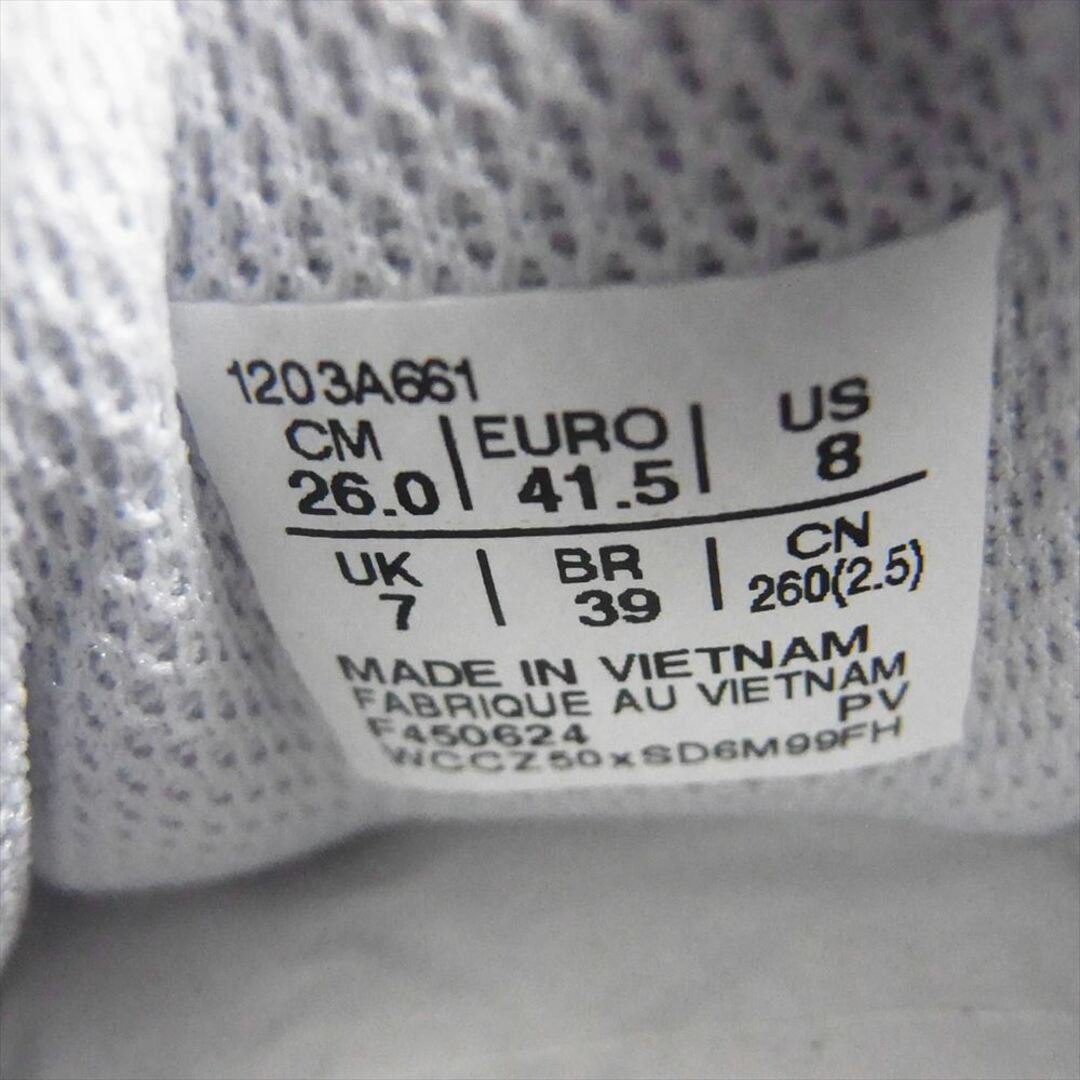 1203A661
CM | EURO | US
26.0 | 41.5 | 8
UK | BR | CN
7 | 39 | 260(2.5)
MADE IN VIETNAM
FABRIQUE AU VIETNAM
PV
F450624
WCCZ50xSD6M99FH